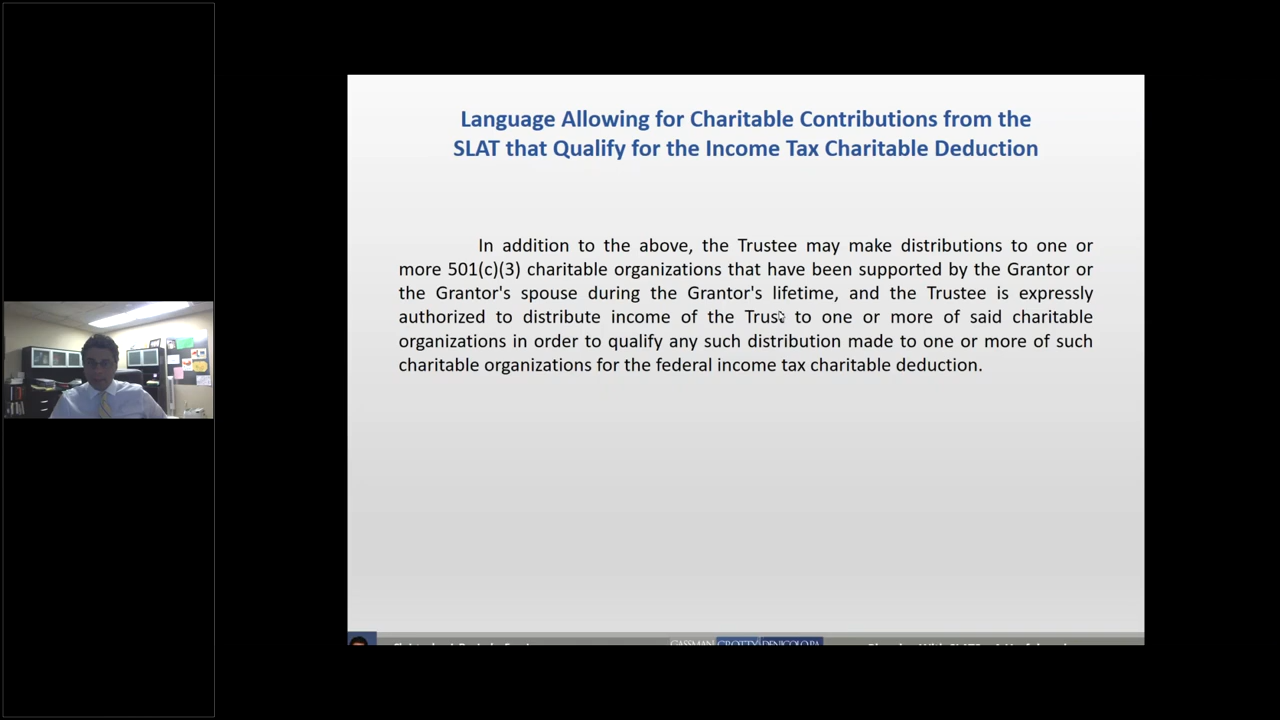 Language Allowing for Charitable Contributions from the
SLAT that Qualify for the Income Tax Charitable Deduction
In addition to the above, the Trustee may make distributions to one or
more 501(c)(3) charitable organizations that have been supported by the Grantor or
the Grantor's spouse during the Grantor's lifetime, and the Trustee is expressly
authorized to distribute income of the Trust to one or more of said charitable
organizations in order to qualify any such distribution made to one or more of such
charitable organizations for the federal income tax charitable deduction.
GASSMAN CROTTY DENICOLO PA